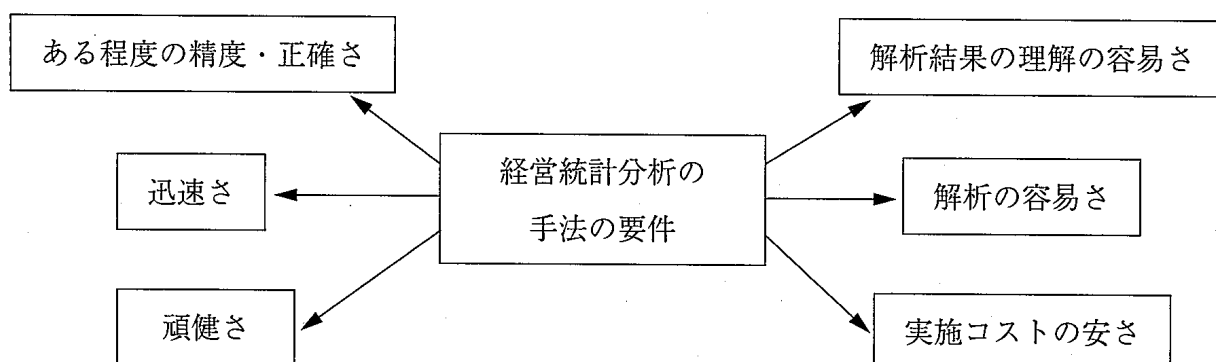 ある程度の精度・正確さ
迅速さ
頑健さ
経営統計分析の
手法の要件
解析結果の理解の容易さ
解析の容易さ
実施コストの安さ